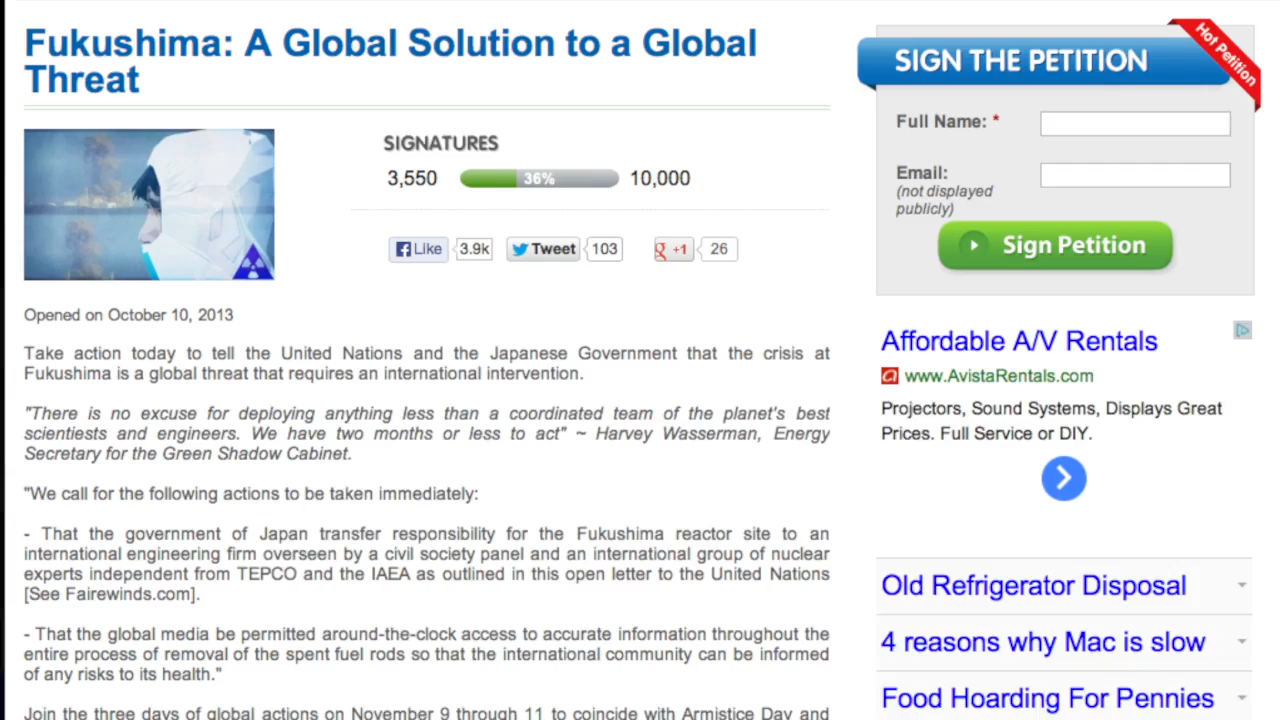 Fukushima: A Global Solution to a Global
Threat
SIGNATURES
3,550 36% 10,000
Like 3.9k Tweet 103 +1 26
Opened on October 10, 2013
Take action today to tell the United Nations and the Japanese Government that the crisis at
Fukushima is a global threat that requires an international intervention.
"There is no excuse for deploying anything less than a coordinated team of the planet's best
scientiests and engineers. We have two months or less to act" ~ Harvey Wasserman, Energy
Secretary for the Green Shadow Cabinet.
"We call for the following actions to be taken immediately:
- That the government of Japan transfer responsibility for the Fukushima reactor site to an
international engineering firm overseen by a civil society panel and an international group of nuclear
experts independent from TEPCO and the IAEA as outlined in this open letter to the United Nations
[See Fairewinds.com].
- That the global media be permitted around-the-clock access to accurate information throughout the
entire process of removal of the spent fuel rods so that the international community can be informed
of any risks to its health."
Join the three days of global actions on November 9 through 11 to coincide with Armistice Day and
SIGN THE PETITION
Hot Petition
Full Name: *
Email:
(not displayed
publicly)
Sign Petition
Affordable A/V Rentals
www.AvistaRentals.com
Projectors, Sound Systems, Displays Great
Prices. Full Service or DIY.
Old Refrigerator Disposal
4 reasons why Mac is slow
Food Hoarding For Pennies